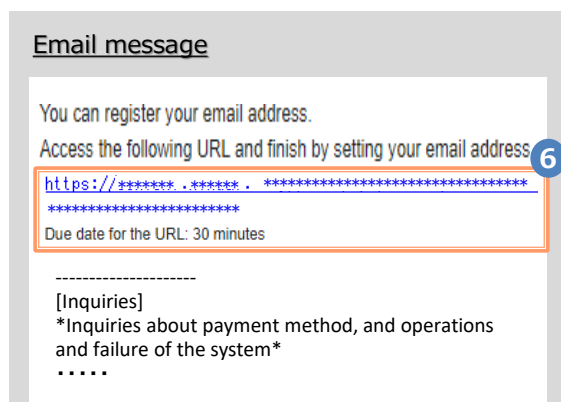 Email message
You can register your email address.
Access the following URL and finish by setting your email address
6
https://*******.******. *********************************
************************
Due date for the URL: 30 minutes
---------------------
[Inquiries]
*Inquiries about payment method, and operations
and failure of the system*
・・・・・